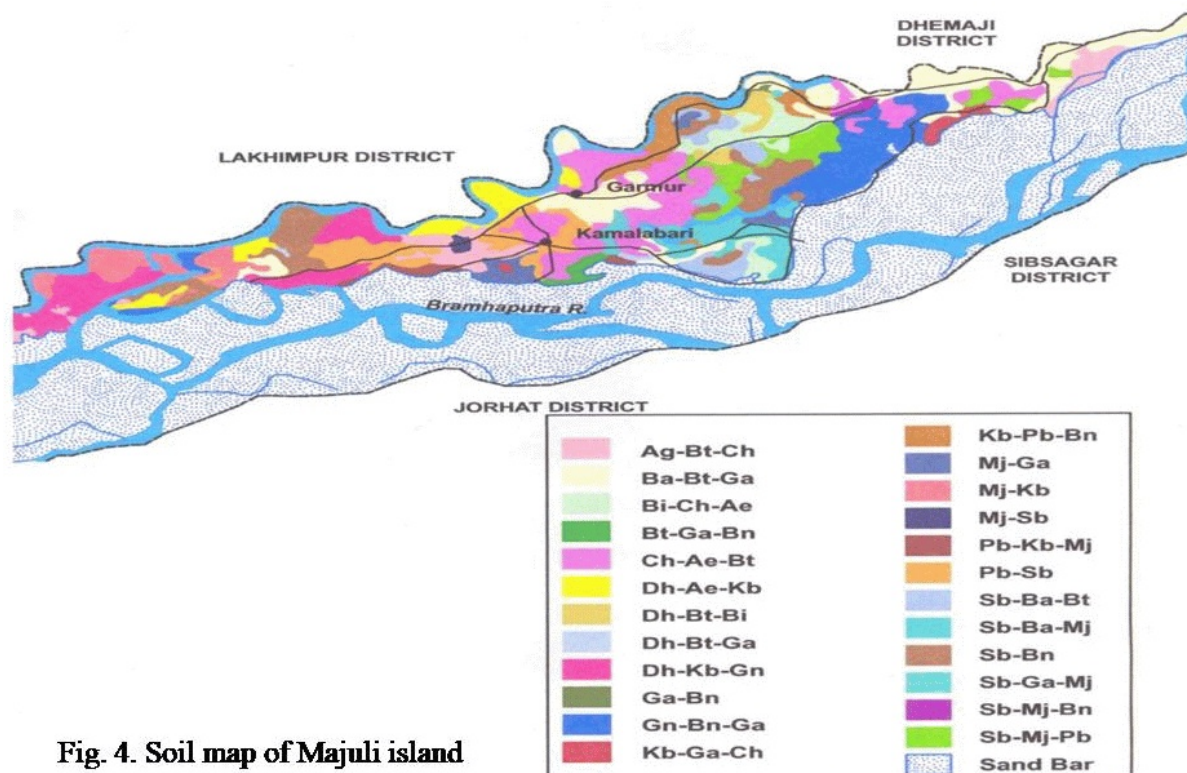 DHEMAJI
DISTRICT
LAKHIMPUR DISTRICT
Garmur
Kamalabari
SIBSAGAR
DISTRICT
Bramhaputra R.
JORHAT DISTRICT
Ag-Bt-Ch
Ba-Bt-Ga
Bi-Ch-Ae
Bt-Ga-Bn
Ch-Ae-Bt
Dh-Ae-Kb
Dh-Bt-Bi
Dh-Bt-Ga
Dh-Kb-Gn
Ga-Bn
Gn-Bn-Ga
Kb-Ga-Ch
Kb-Pb-Bn
Mj-Ga
Mj-Kb
Mj-Sb
Pb-Kb-Mj
Pb-Sb
Sb-Ba-Bt
Sb-Ba-Mj
Sb-Bn
Sb-Ga-Mj
Sb-Mj-Bn
Sb-Mj-Pb
Sand Bar
Fig. 4. Soil map of Majuli island